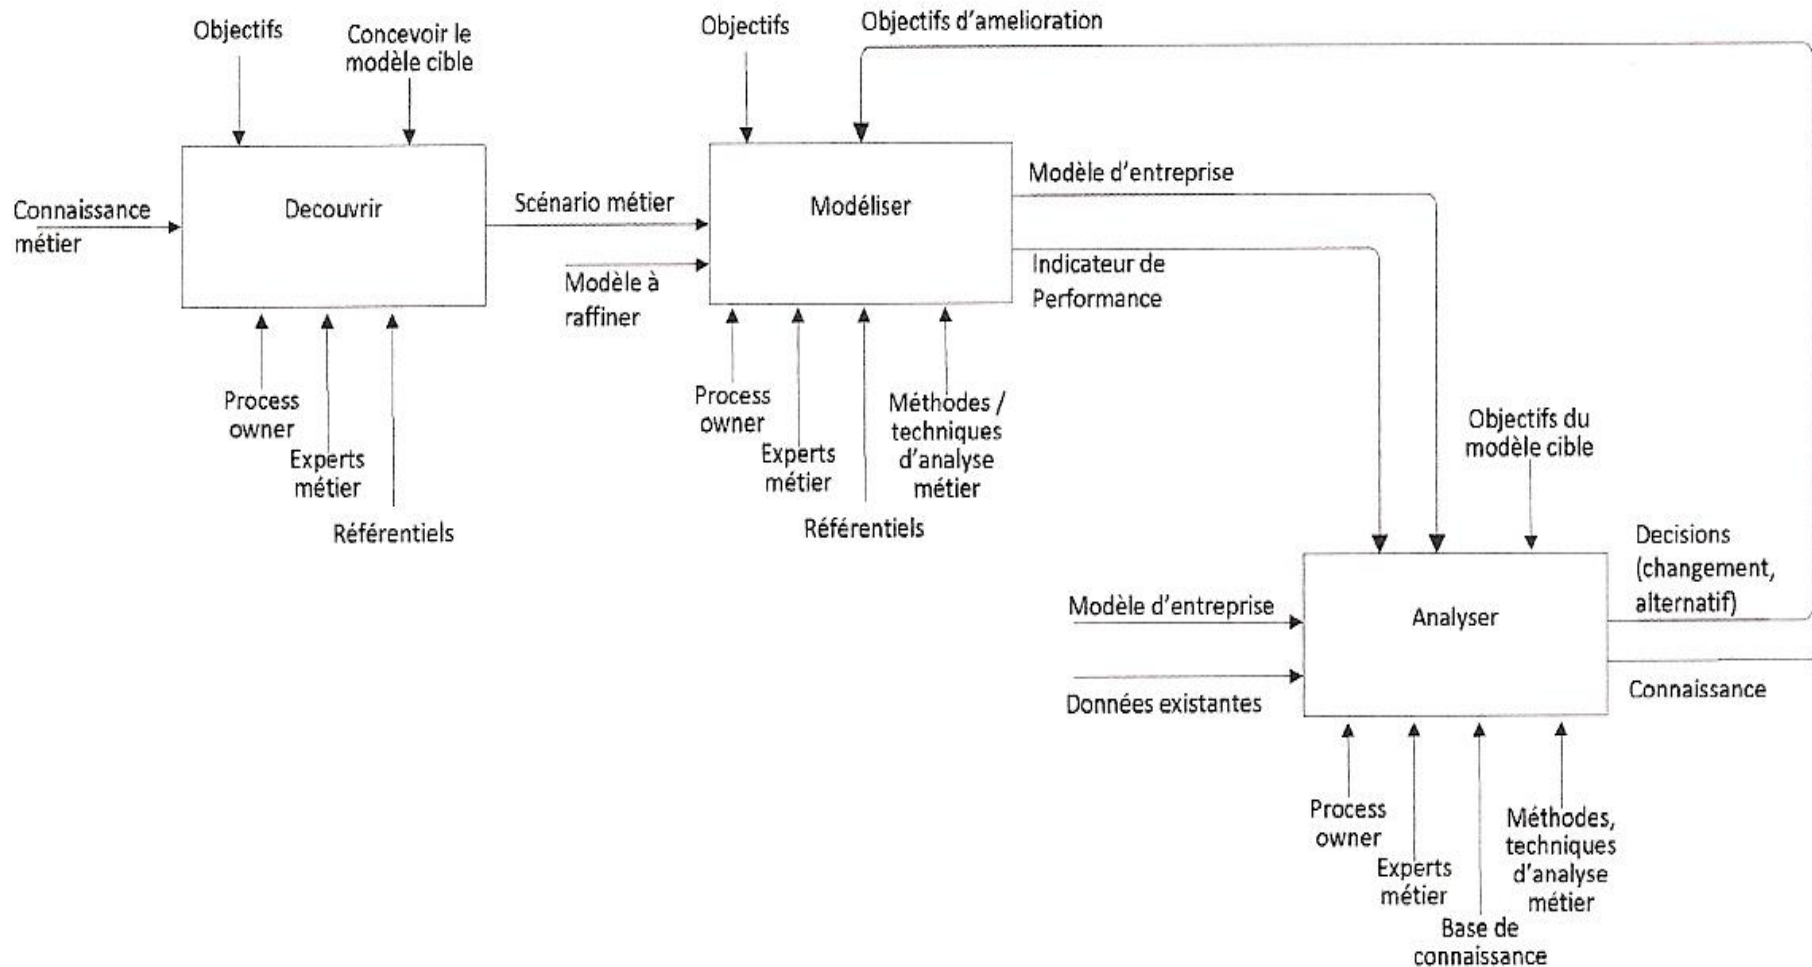 Objectifs
Concevoir le
modèle cible
Connaissance
métier
Decouvrir
Process
owner
Experts
métier
Référentiels
Scénario métier
Modèle à
raffiner
Objectifs
Objectifs d'amelioration
Modéliser
Process
owner
Experts
métier
Référentiels
Méthodes /
techniques
d'analyse
métier
Modèle d'entreprise
Indicateur de
Performance
Objectifs du
modèle cible
Modèle d'entreprise
Données existantes
Analyser
Decisions
(changement,
alternatif)
Connaissance
Process
owner
Experts
métier
Base de
connaissance
Méthodes,
techniques
d'analyse
métier